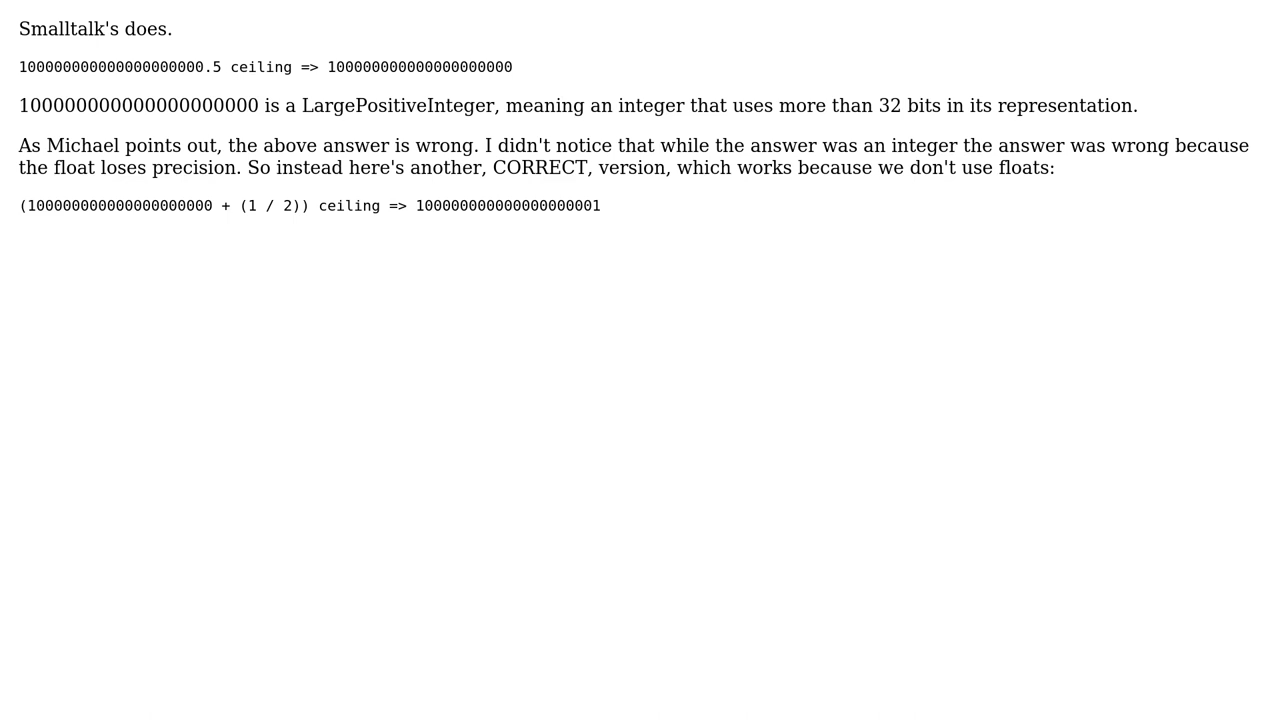 Smalltalk's does.
100000000000000000000.5 ceiling => 100000000000000000000
100000000000000000000 is a LargePositiveInteger, meaning an integer that uses more than 32 bits in its representation.
As Michael points out, the above answer is wrong. I didn't notice that while the answer was an integer the answer was wrong because
the float loses precision. So instead here's another, CORRECT, version, which works because we don't use floats:
(100000000000000000000 + (1 / 2)) ceiling => 100000000000000000001